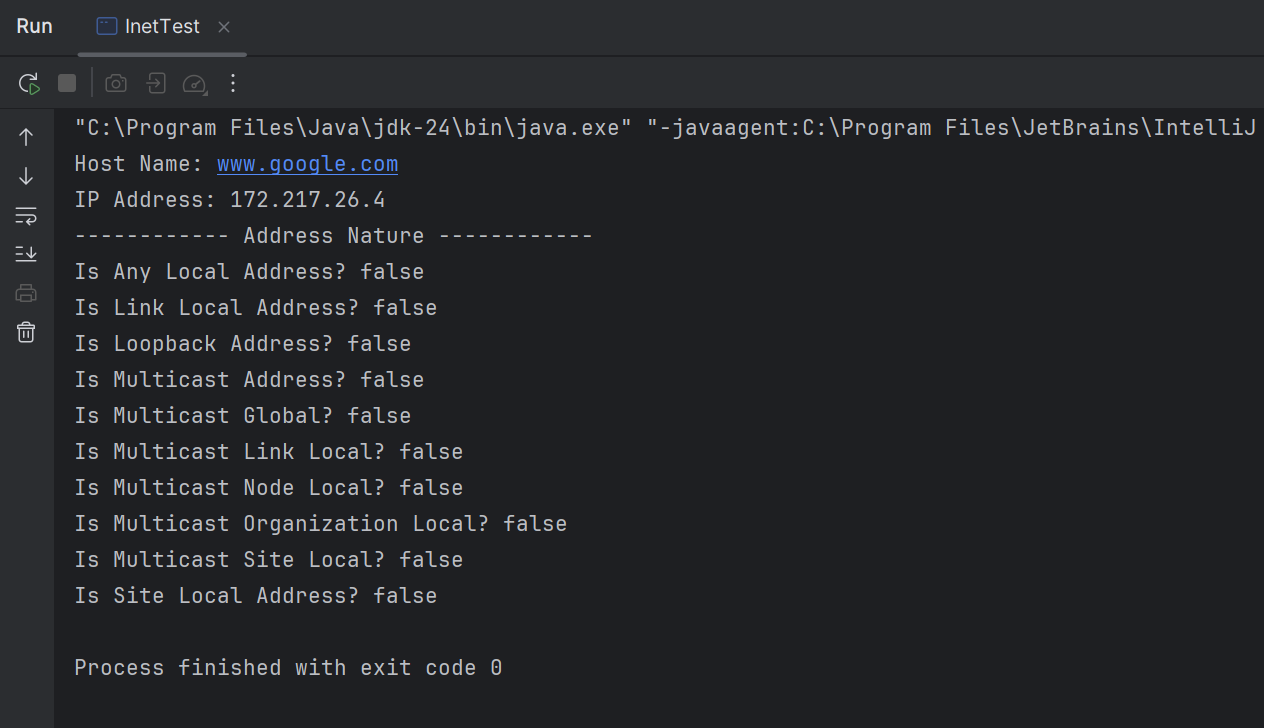 Run InetTest
"C:\Program Files\Java\jdk-24\bin\java.exe" "-javaagent:C:\Program Files\JetBrains\IntelliJ
Host Name: www.google.com
IP Address: 172.217.26.4
------------ Address Nature ------------
Is Any Local Address? false
Is Link Local Address? false
Is Loopback Address? false
Is Multicast Address? false
Is Multicast Global? false
Is Multicast Link Local? false
Is Multicast Node Local? false
Is Multicast Organization Local? false
Is Multicast Site Local? false
Is Site Local Address? false
Process finished with exit code 0